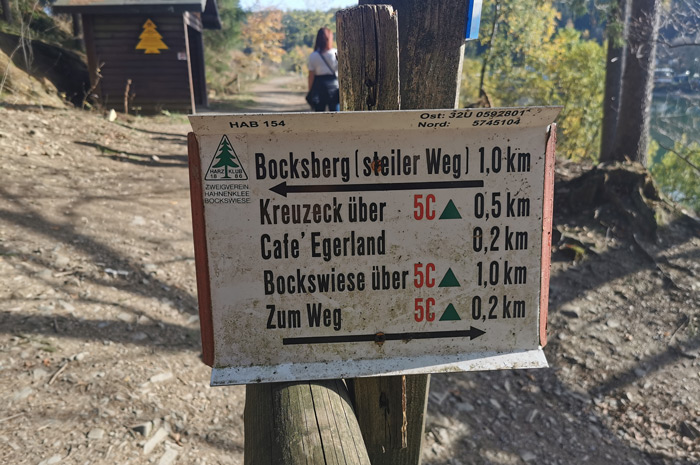 HAB 154
Ost: 32U 0592801
Nord: 5745104
HARZ KLUB
18 86
ZWEIGVEREIN
HAHNENKLEE
BOCKSWIESE
Bocksberg (steiler Weg) 1,0 km
Kreuzeck über 5C 0,5 km
Cafe' Egerland 0,2 km
Bockswiese über 5C 1,0 km
Zum Weg 5C 0,2 km